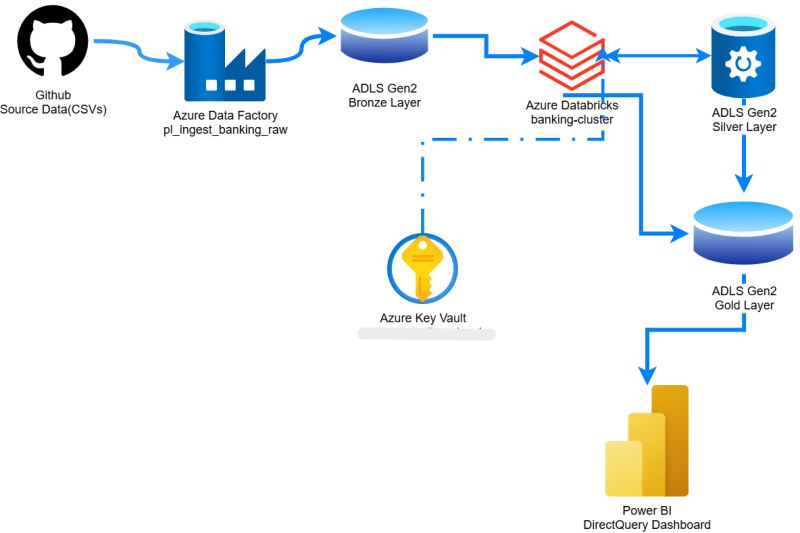 Github
Source Data(CSVs)
Azure Data Factory
pl_ingest_banking_raw
ADLS Gen2
Bronze Layer
Azure Databricks
banking-cluster
ADLS Gen2
Silver Layer
ADLS Gen2
Gold Layer
Azure Key Vault
Power BI
DirectQuery Dashboard